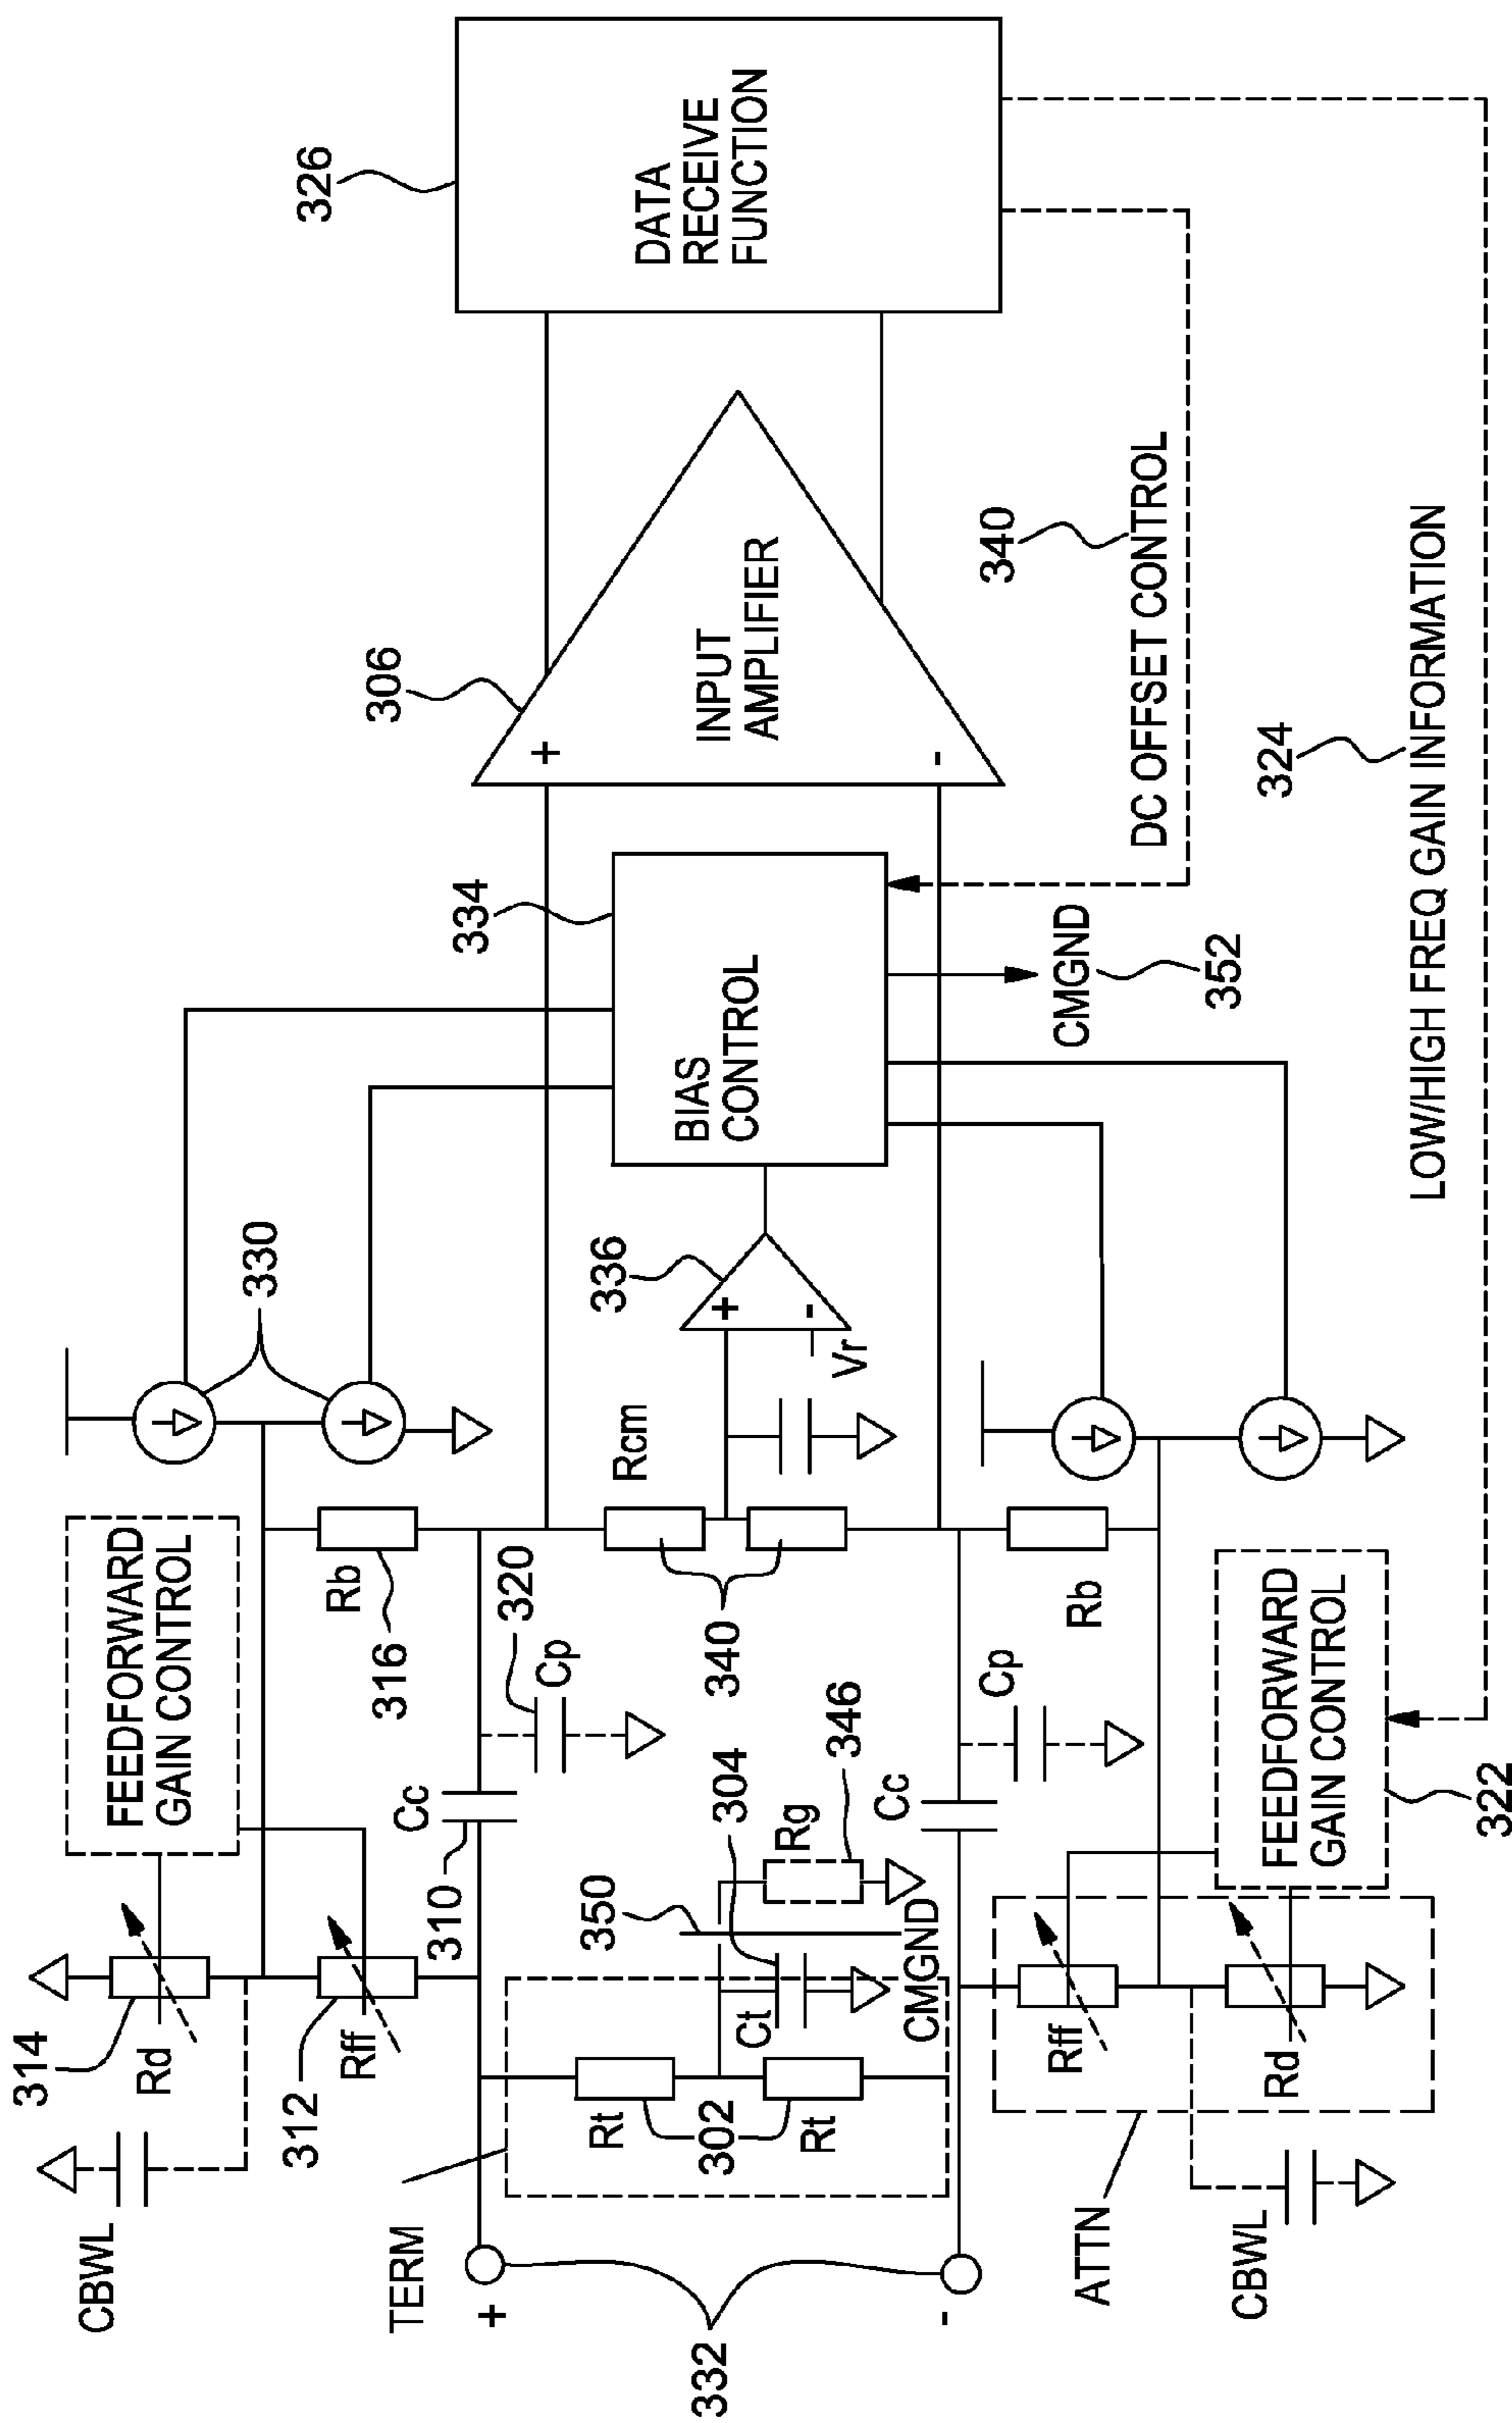 326
DATA
RECEIVE
FUNCTION
306
+
INPUT
AMPLIFIER
-
340
DC OFFSET CONTROL
324
LOW/HIGH FREQ GAIN INFORMATION
334
BIAS
CONTROL
CMGND
352
330
336
+
-
Vr
Rcm
FEEDFORWARD
GAIN CONTROL
Rb
316
320
Cp
340
Cp
Rb
FEEDFORWARD
GAIN CONTROL
322
Cc
310
304
346
Rg
350
Cc
Ct
CMGND
314
Rd
312
Rff
Rt
302
Rt
Rff
Rd
CBWL
TERM
+
332
-
ATTN
CBWL